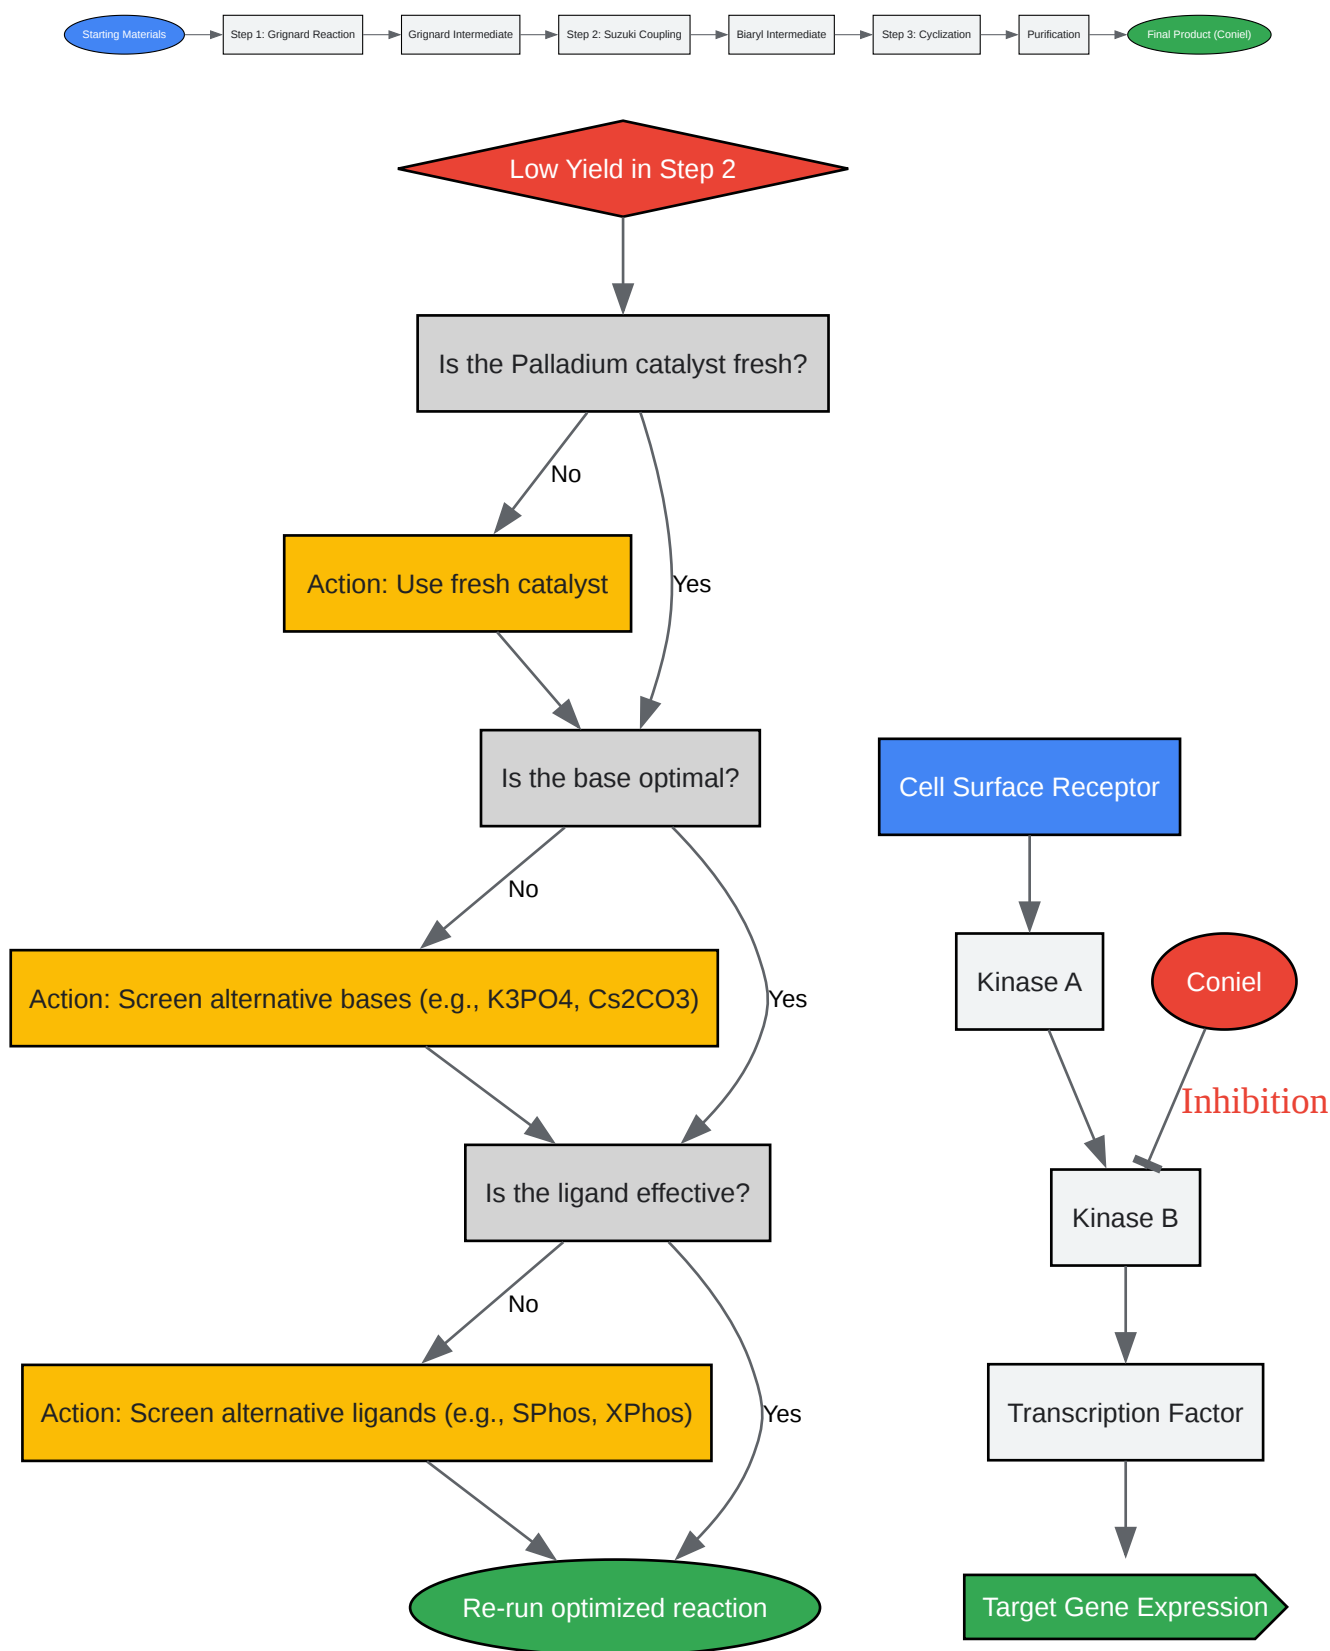 Starting Materials
Step 1: Grignard Reaction
Grignard Intermediate
Step 2: Suzuki Coupling
Biaryl Intermediate
Step 3: Cyclization
Purification
Final Product (Coniel)
Low Yield in Step 2
Is the Palladium catalyst fresh?
No
Action: Use fresh catalyst
Yes
Is the base optimal?
No
Action: Screen alternative bases (e.g., K3PO4, Cs2CO3)
Yes
Is the ligand effective?
No
Action: Screen alternative ligands (e.g., SPhos, XPhos)
Yes
Re-run optimized reaction
Cell Surface Receptor
Kinase A
Coniel
Inhibition
Kinase B
Transcription Factor
Target Gene Expression